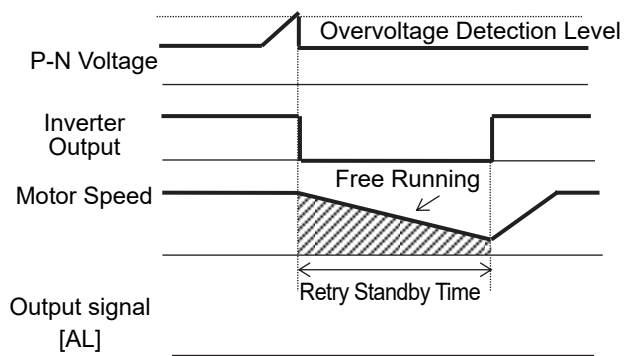 Overvoltage Detection Level
P-N Voltage
Inverter
Output
Free Running
Motor Speed
Retry Standby Time
Output signal
[AL]